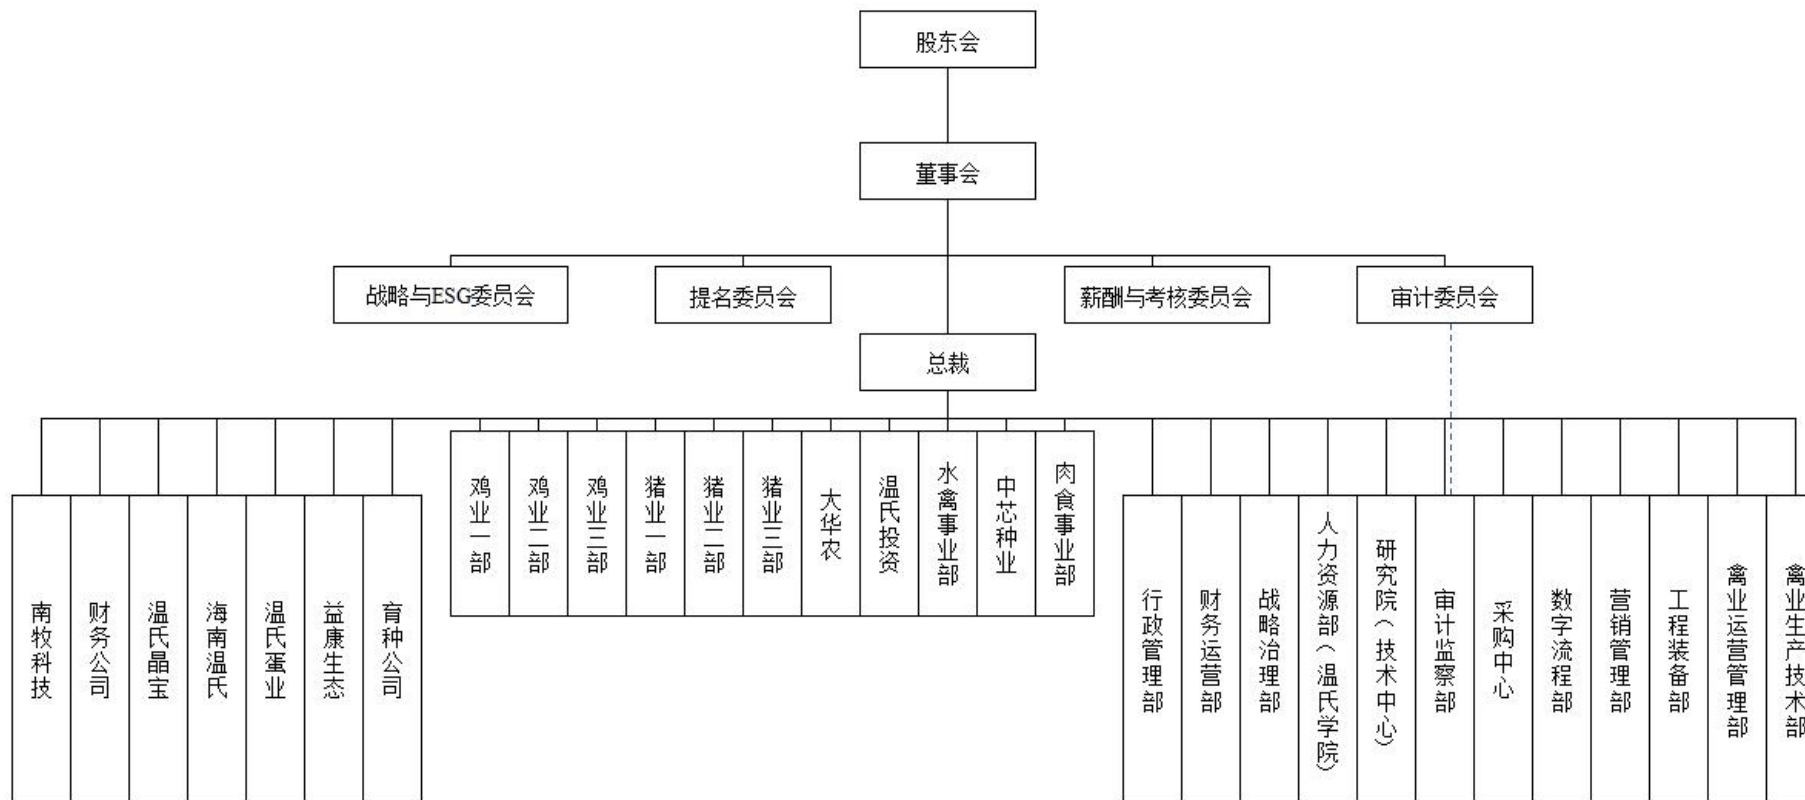 股东会
董事会
战略与ESG委员会
提名委员会
薪酬与考核委员会
审计委员会
总裁
南牧科技
财务公司
温氏晶宝
海南温氏
温氏蛋业
益康生态
育种公司
鸡业一部
鸡业二部
鸡业三部
猪业一部
猪业二部
猪业三部
大华农
温氏投资
水禽事业部
中芯种业
肉食事业部
行政管理部
财务运营部
战略治理部
人力资源部（温氏学院）
研究院（技术中心）
审计监察部
采购中心
数字流程部
营销管理部
工程装备部
禽业运营管理部
禽业生产技术部